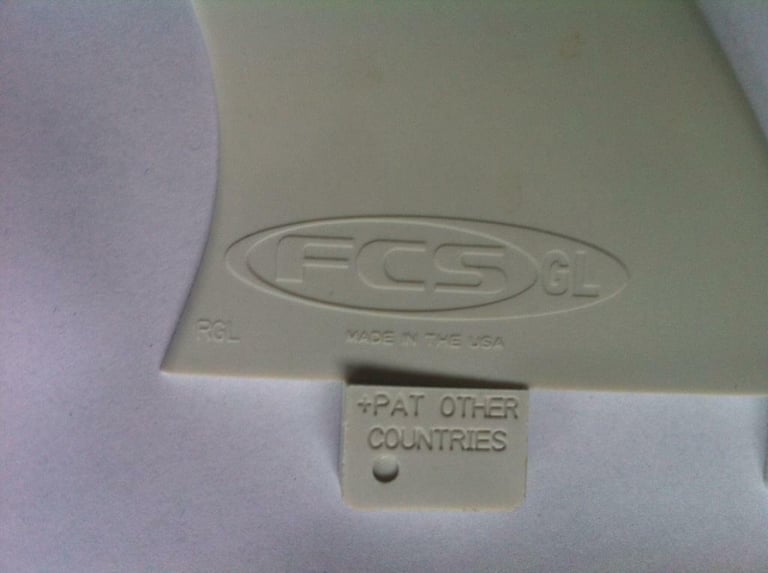 FCS GL
RGL MADE IN THE USA
+PAT OTHER
COUNTRIES